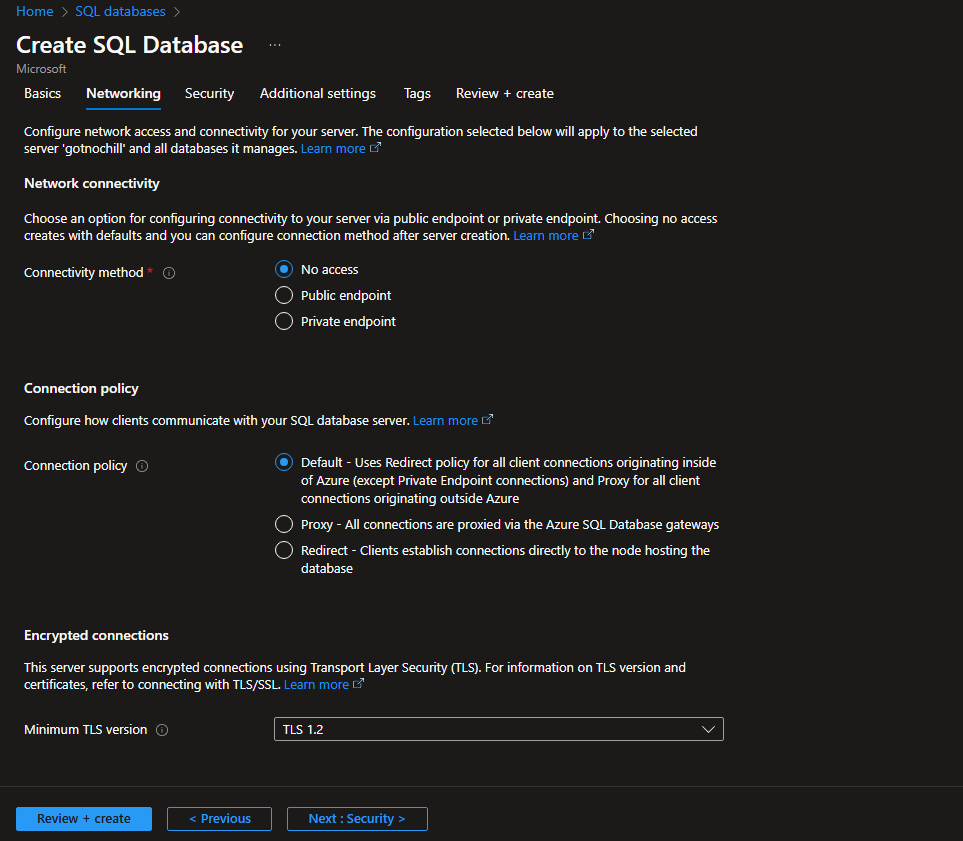 Home > SQL databases >
Create SQL Database ...
Microsoft
Basics Networking Security Additional settings Tags Review + create
Configure network access and connectivity for your server. The configuration selected below will apply to the selected
server 'gotnochill' and all databases it manages. Learn more
Network connectivity
Choose an option for configuring connectivity to your server via public endpoint or private endpoint. Choosing no access
creates with defaults and you can configure connection method after server creation. Learn more
Connectivity method *
No access
Public endpoint
Private endpoint
Connection policy
Configure how clients communicate with your SQL database server. Learn more
Connection policy
Default - Uses Redirect policy for all client connections originating inside
of Azure (except Private Endpoint connections) and Proxy for all client
connections originating outside Azure
Proxy - All connections are proxied via the Azure SQL Database gateways
Redirect - Clients establish connections directly to the node hosting the
database
Encrypted connections
This server supports encrypted connections using Transport Layer Security (TLS). For information on TLS version and
certificates, refer to connecting with TLS/SSL. Learn more
Minimum TLS version
TLS 1.2
Review + create < Previous Next : Security >